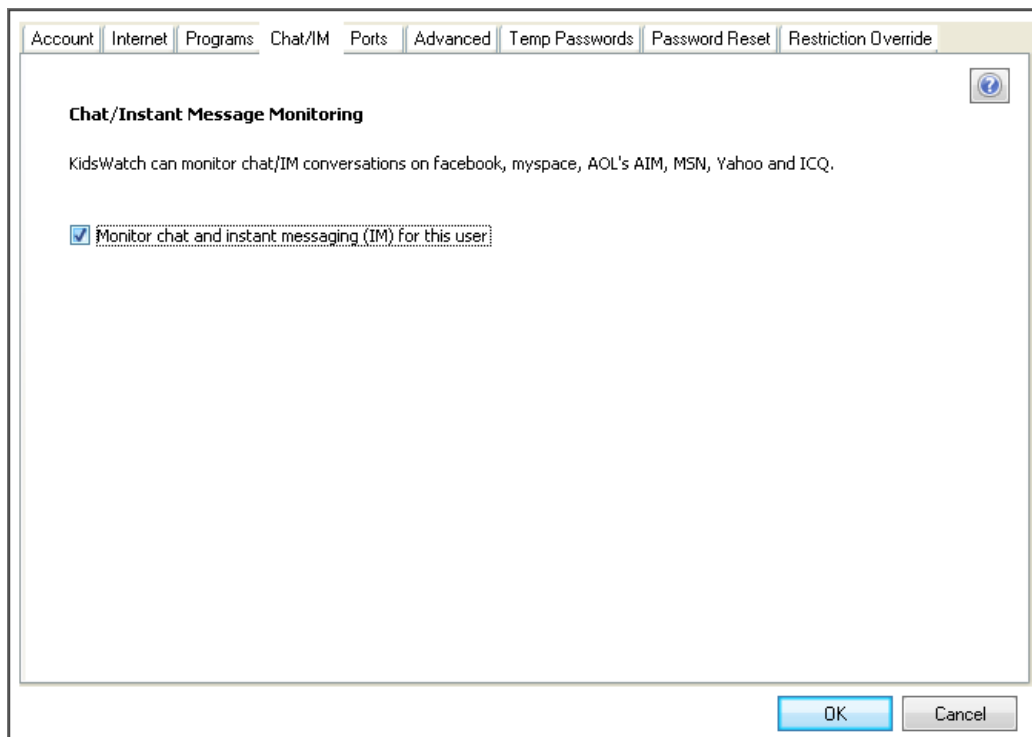 Account Internet Programs Chat/IM Ports Advanced Temp Passwords Password Reset Restriction Override
?
Chat/Instant Message Monitoring
KidsWatch can monitor chat/IM conversations on facebook, myspace, AOL's AIM, MSN, Yahoo and ICQ.
Monitor chat and instant messaging (IM) for this user
OK Cancel